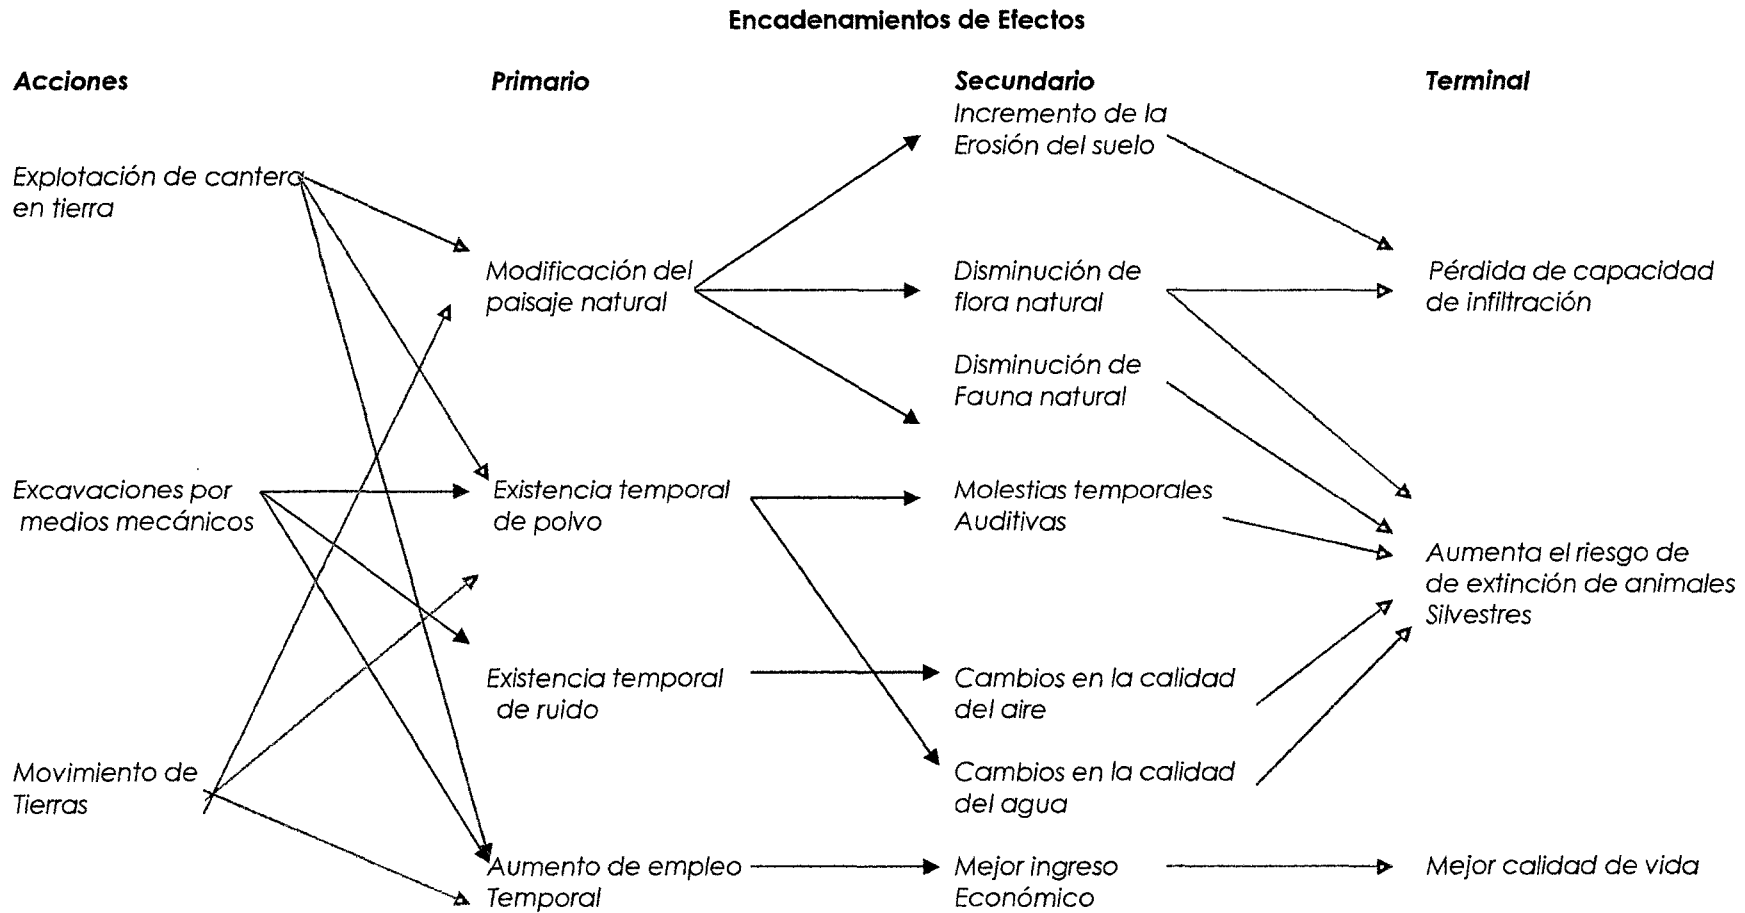 Encadenamientos de Efectos
Acciones
Primario
Secundario
Terminal
Explotación de cantera
en tierra
Excavaciones por
medios mecánicos
Movimiento de
Tierras
Modificación del
paisaje natural
Existencia temporal
de polvo
Existencia temporal
de ruido
Aumento de empleo
Temporal
Incremento de la
Erosión del suelo
Disminución de
flora natural
Disminución de
Fauna natural
Molestias temporales
Auditivas
Cambios en la calidad
del aire
Cambios en la calidad
del agua
Mejor ingreso
Económico
Pérdida de capacidad
de infiltración
Aumenta el riesgo de
de extinción de animales
Silvestres
Mejor calidad de vida